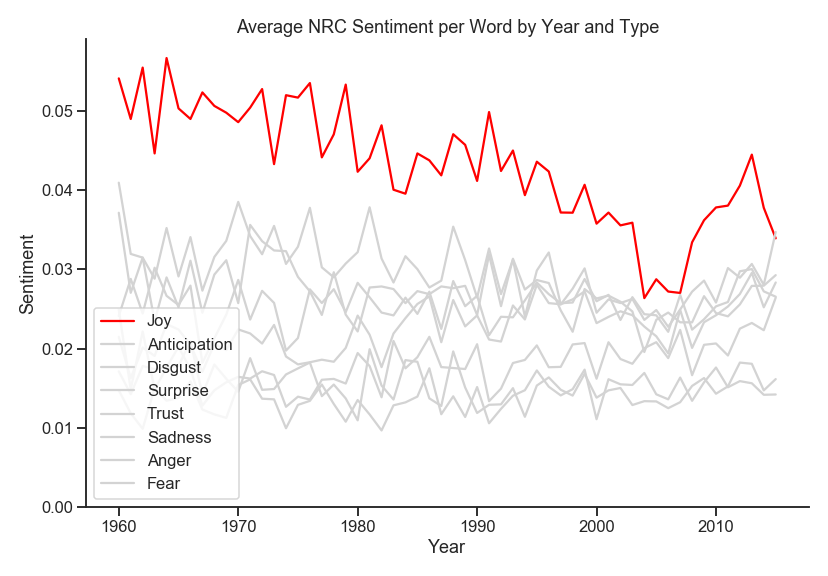 Average NRC Sentiment per Word by Year and Type
Sentiment
0.05
0.04
0.03
0.02
0.01
0.00
Joy
Anticipation
Disgust
Surprise
Trust
Sadness
Anger
Fear
1960 1970 1980 1990 2000 2010
Year